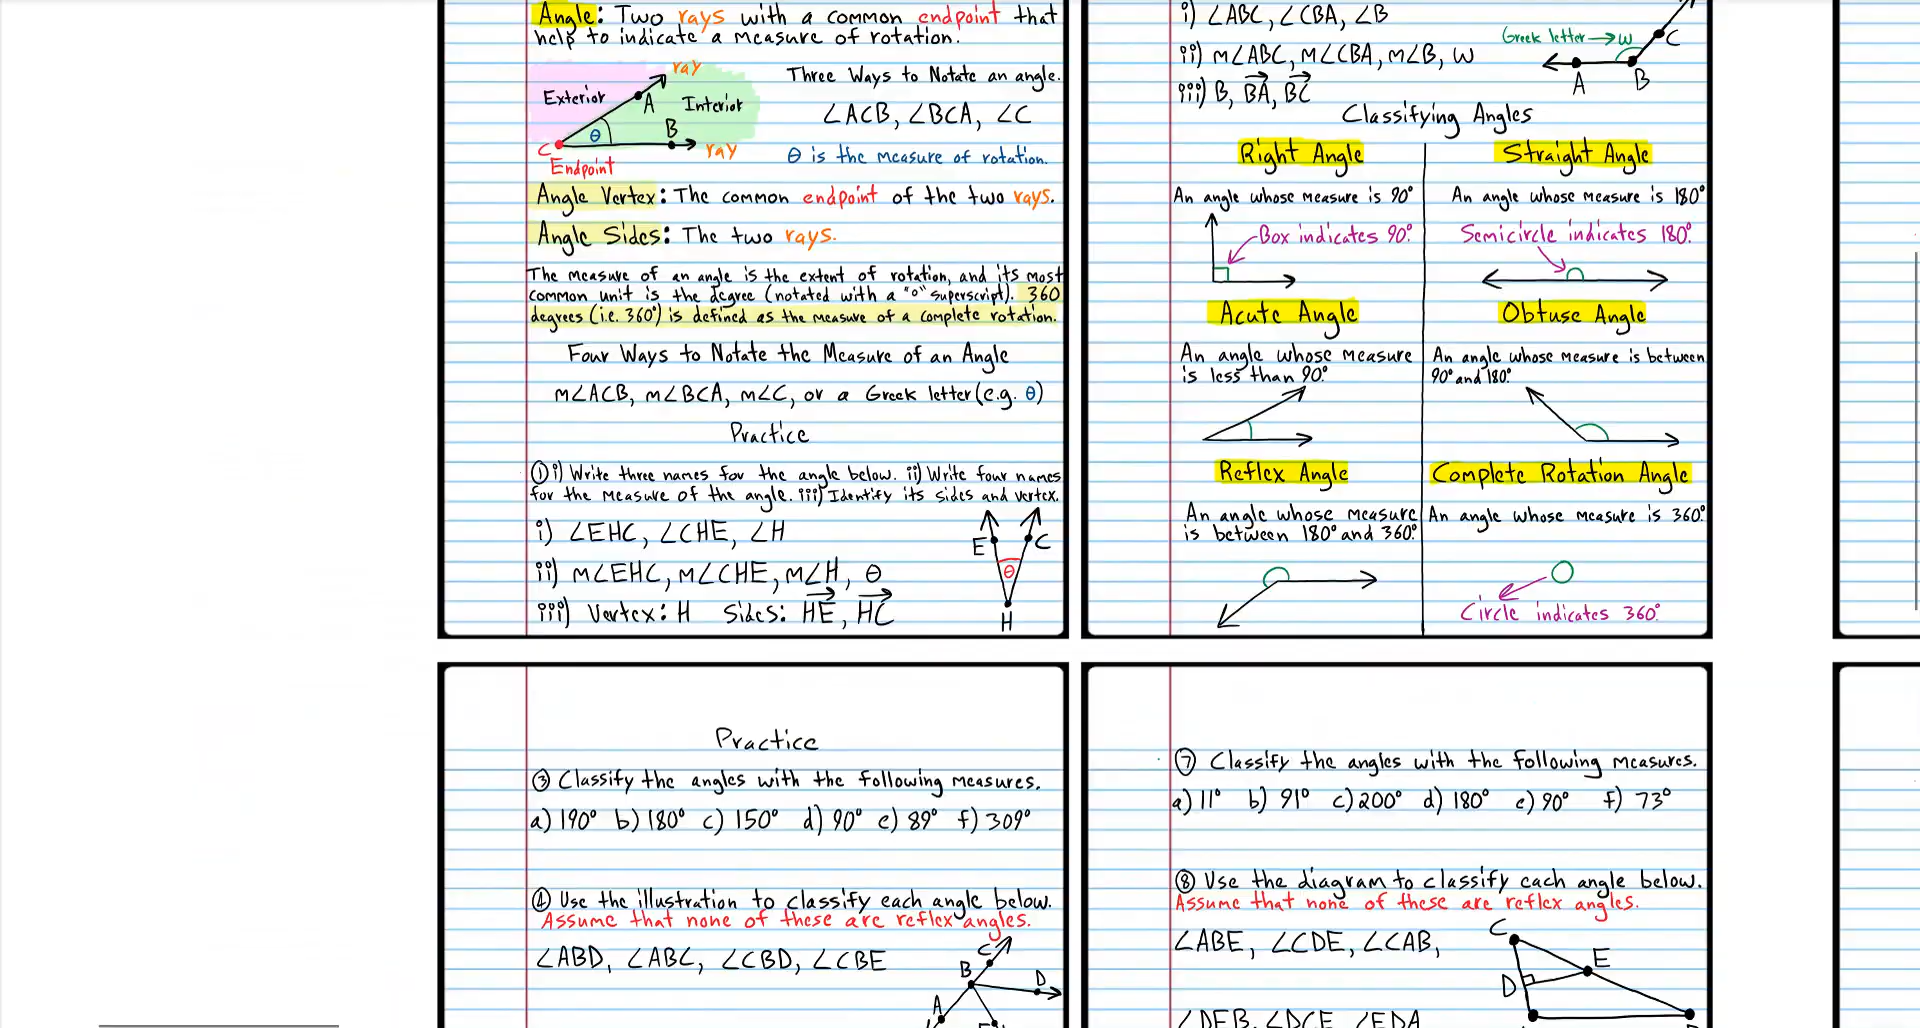 Angle: Two rays with a common endpoint that
help to indicate a measure of rotation.
ray
Exterior
A
Interior
θ
B
C
ray
Endpoint
Three Ways to Notate an angle.
∠ACB, ∠BCA, ∠C
θ is the measure of rotation.
Angle Vertex: The common endpoint of the two rays.
Angle Sides: The two rays.
The measure of an angle is the extent of rotation, and its most
common unit is the degree (notated with a "o" superscript). 360
degrees (i.e. 360°) is defined as the measure of a complete rotation.
Four Ways to Notate the Measure of an Angle
m∠ACB, m∠BCA, m∠C, or a Greek letter (e.g. θ)
Practice
① i) Write three names for the angle below. ii) Write four names
for the measure of the angle. iii) Identify its sides and vertex.
i) ∠EHC, ∠CHE, ∠H
ii) m∠EHC, m∠CHE, m∠H, θ
iii) Vertex: H Sides: HE, HC
E
C
θ
H
i) ∠ABC, ∠CBA, ∠B
ii) m∠ABC, m∠CBA, m∠B, w
iii) B, BA, BC
Greek letter → w
C
A
B
Classifying Angles
Right Angle
An angle whose measure is 90°
Box indicates 90°.
Straight Angle
An angle whose measure is 180°
Semicircle indicates 180°.
Acute Angle
An angle whose measure
is less than 90°.
Obtuse Angle
An angle whose measure is between
90° and 180°.
Reflex Angle
An angle whose measure
is between 180° and 360°.
Complete Rotation Angle
An angle whose measure is 360°.
Circle indicates 360°.
Practice
③ Classify the angles with the following measures.
a) 190° b) 180° c) 150° d) 90° e) 89° f) 309°
④ Use the illustration to classify each angle below.
Assume that none of these are reflex angles.
∠ABD, ∠ABC, ∠CBD, ∠CBE
C
B
D
A
⑦ Classify the angles with the following measures.
a) 11° b) 91° c) 200° d) 180° e) 90° f) 73°
⑧ Use the diagram to classify each angle below.
Assume that none of these are reflex angles.
∠ABE, ∠CDE, ∠CAB,
∠DEB, ∠DCE, ∠EDA
C
E
D